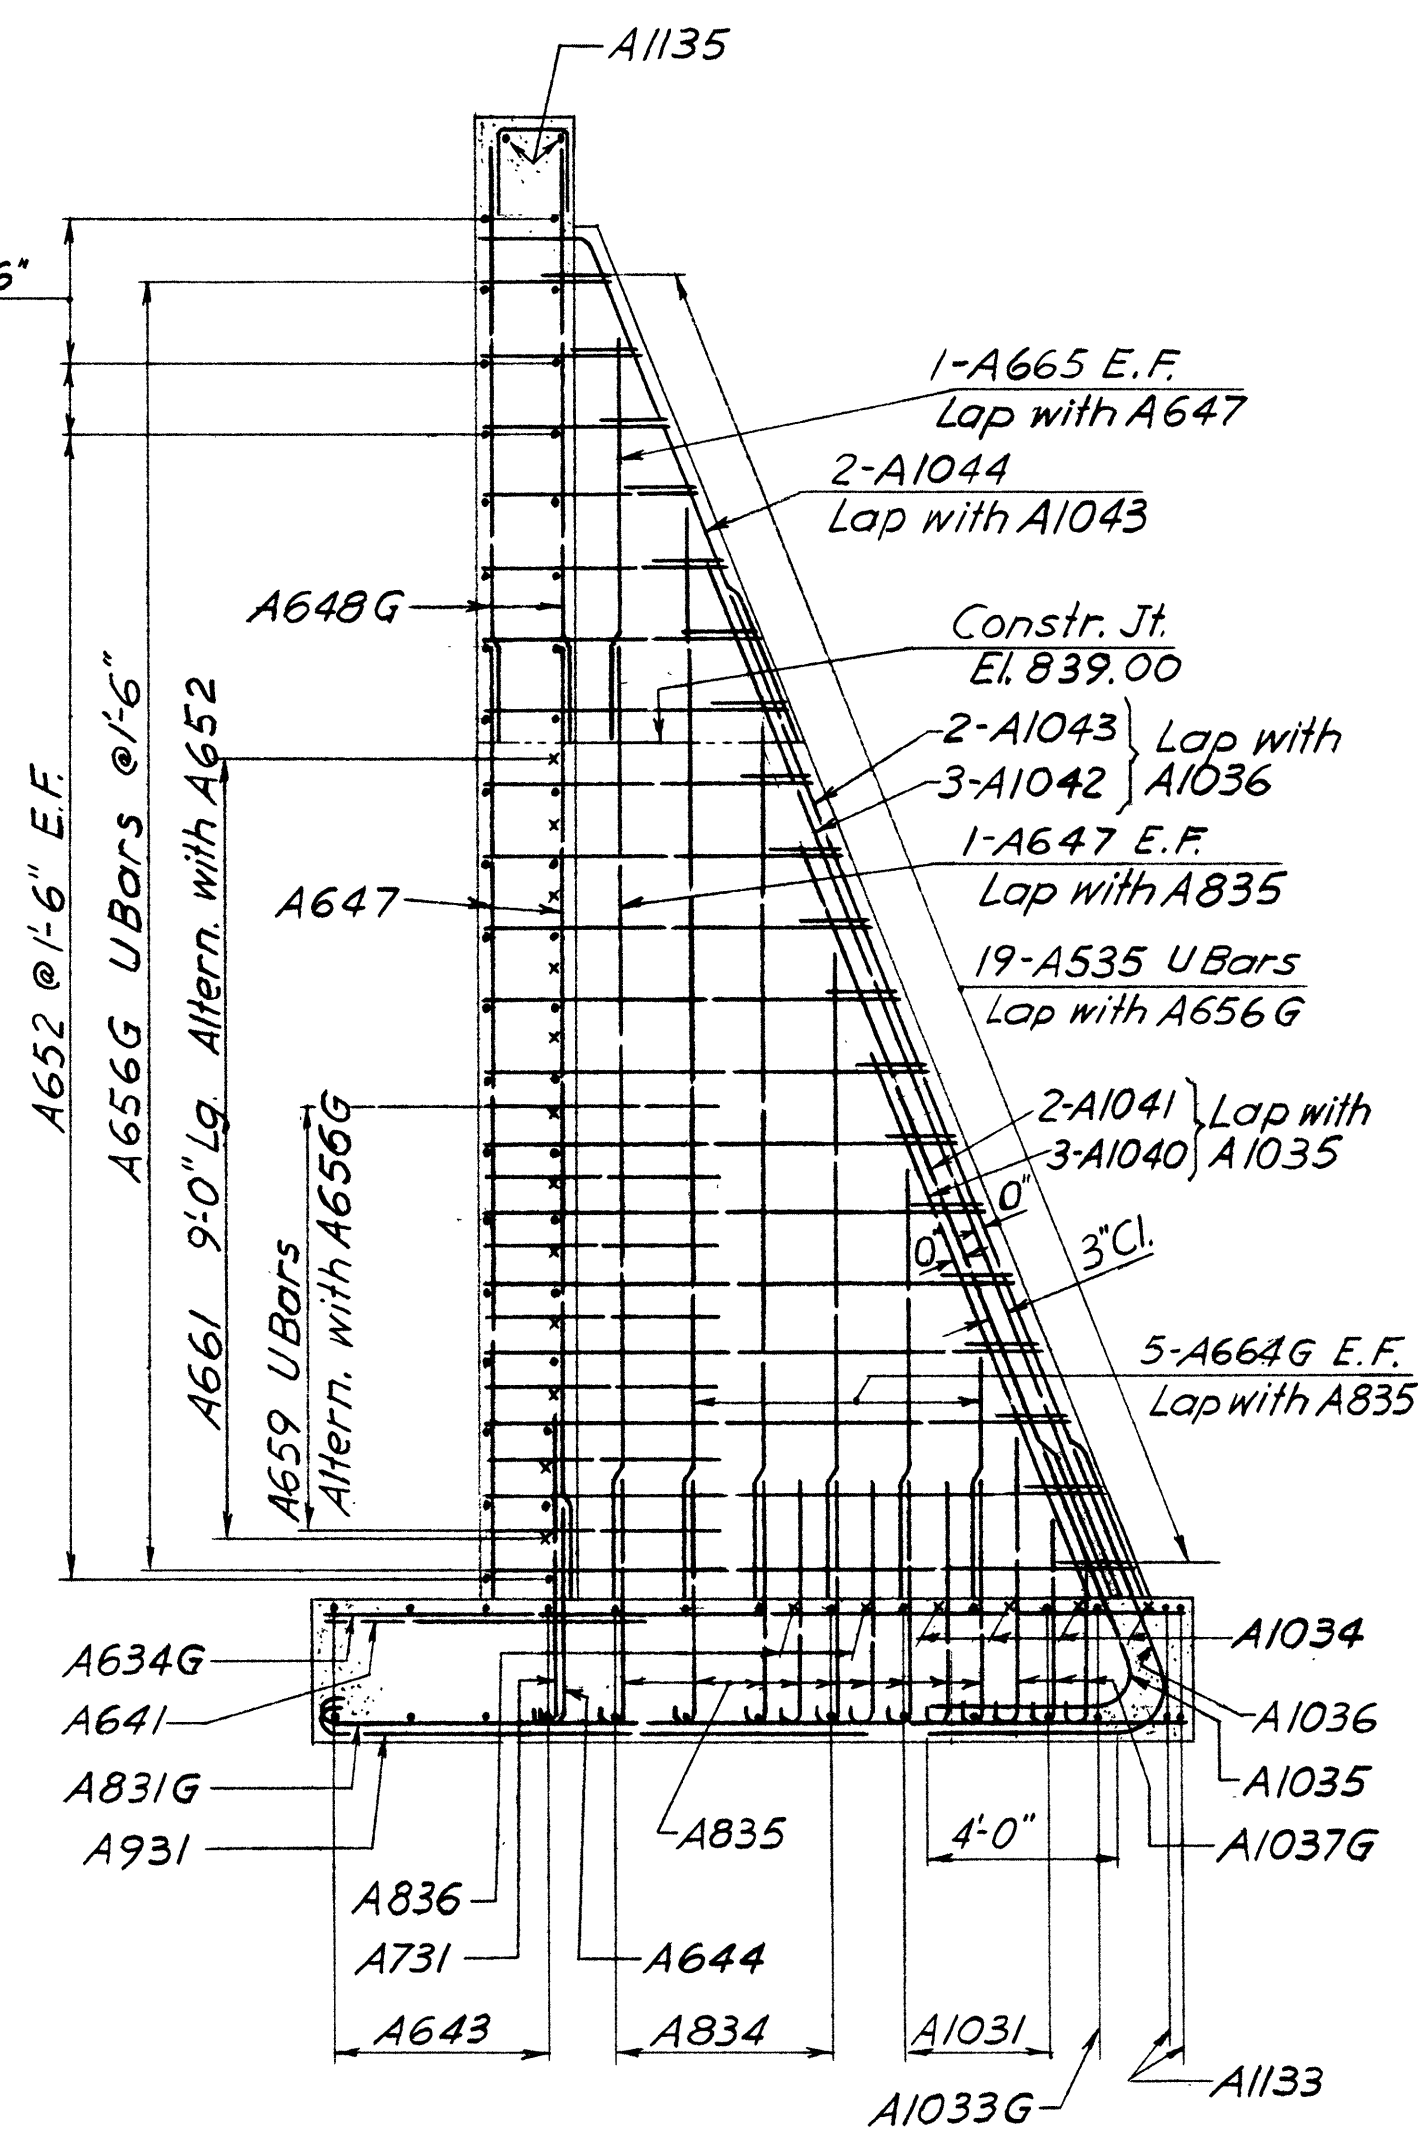 A1135
6"
1-A665 E.F.
Lap with A647
2-A1044
Lap with A1043
A648G
Constr. Jt.
El. 839.00
2-A1043
3-A1042
Lap with
A1036
A647
1-A647 E.F.
Lap with A835
19-A535 U Bars
Lap with A656G
2-A1041
3-A1040
Lap with
A1035
0"
0"
3"Cl.
5-A664G E.F.
Lap with A835
A652 @ 1'-6" E.F.
A656G U Bars @ 1'-6"
A661 9'-0" Lg. Altern. with A652
A659 U Bars
Altern. with A656G
A634G
A641
A831G
A931
A836
A731
A835
A644
4'-0"
A1034
A1036
A1035
A1037G
A643
A834
A1031
A1033G
A1133